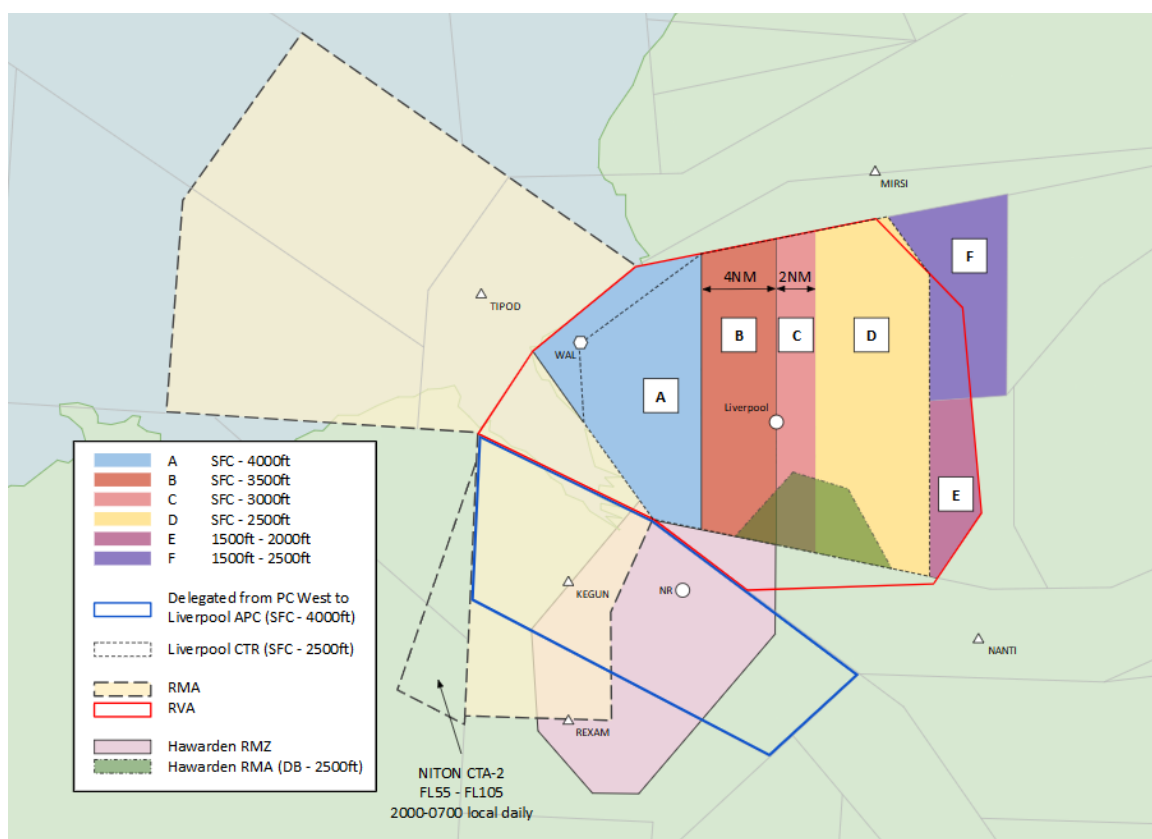 MIRSI
F
4NM
2NM
TIPOD
B
C
D
WAL
A
Liverpool
A SFC - 4000ft
B SFC - 3500ft
C SFC - 3000ft
D SFC - 2500ft
E 1500ft - 2000ft
F 1500ft - 2500ft
E
Delegated from PC West to
Liverpool APC (SFC - 4000ft)
KEGUN
NR
Liverpool CTR (SFC - 2500ft)
NANTI
RMA
RVA
REXAM
Hawarden RMZ
Hawarden RMA (DB - 2500ft)
NITON CTA-2
FL55 - FL105
2000-0700 local daily